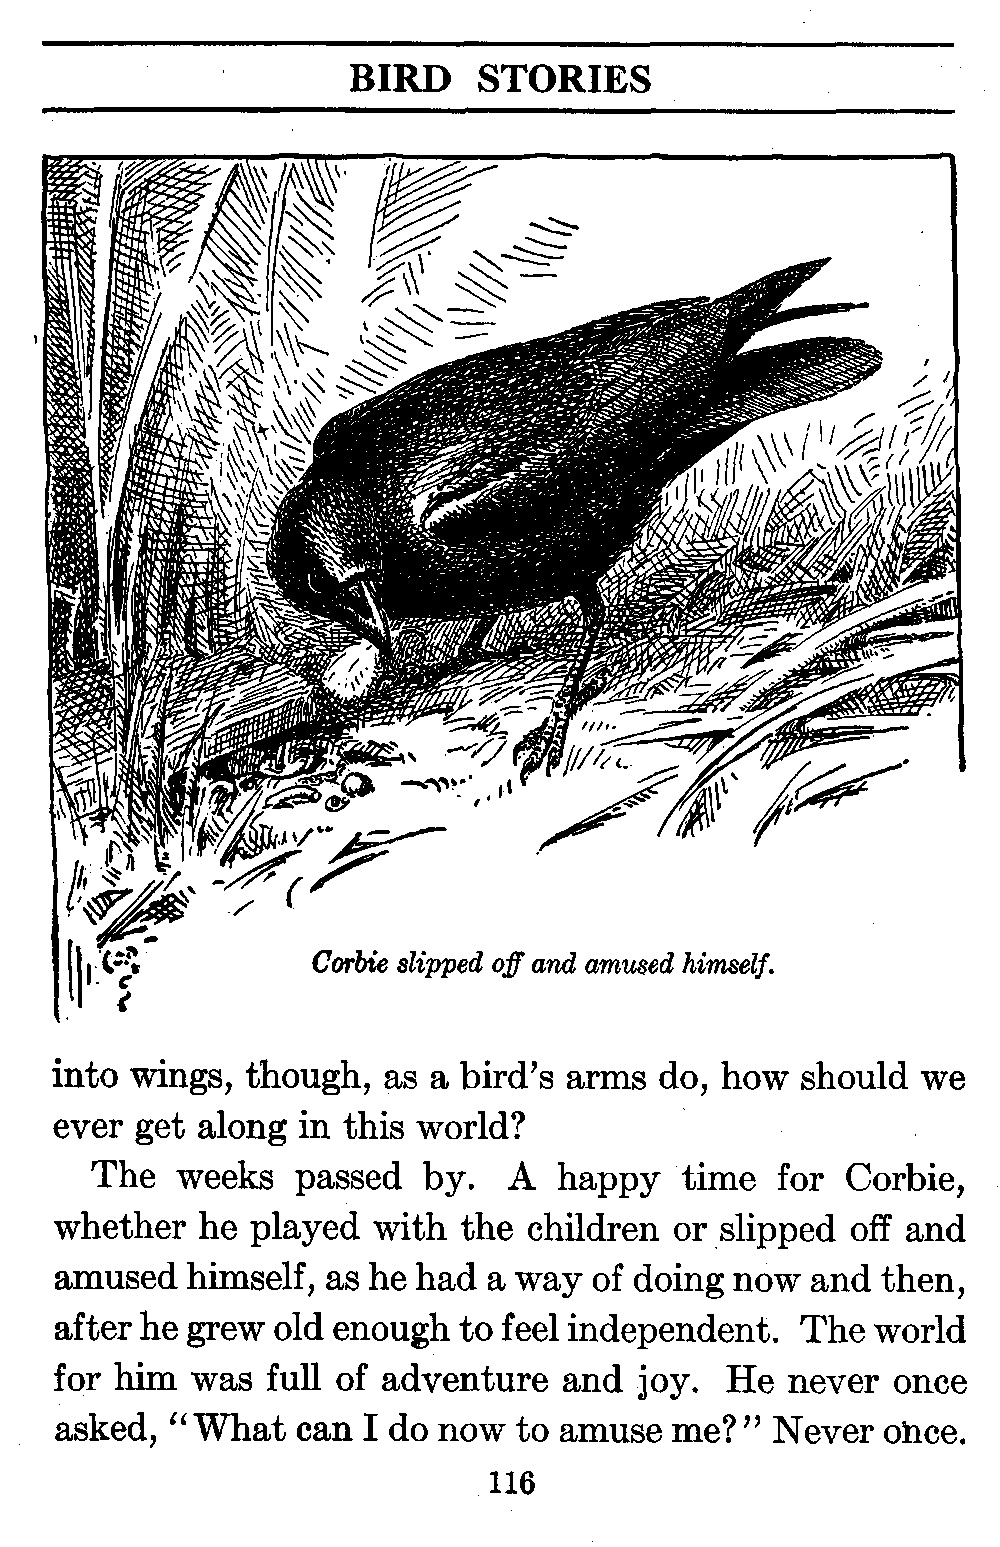 BIRD STORIES
Corbie slipped off and amused himself.
into wings, though, as a bird's arms do, how should we
ever get along in this world?
The weeks passed by. A happy time for Corbie,
whether he played with the children or slipped off and
amused himself, as he had a way of doing now and then,
after he grew old enough to feel independent. The world
for him was full of adventure and joy. He never once
asked, "What can I do now to amuse me?" Never once.
116